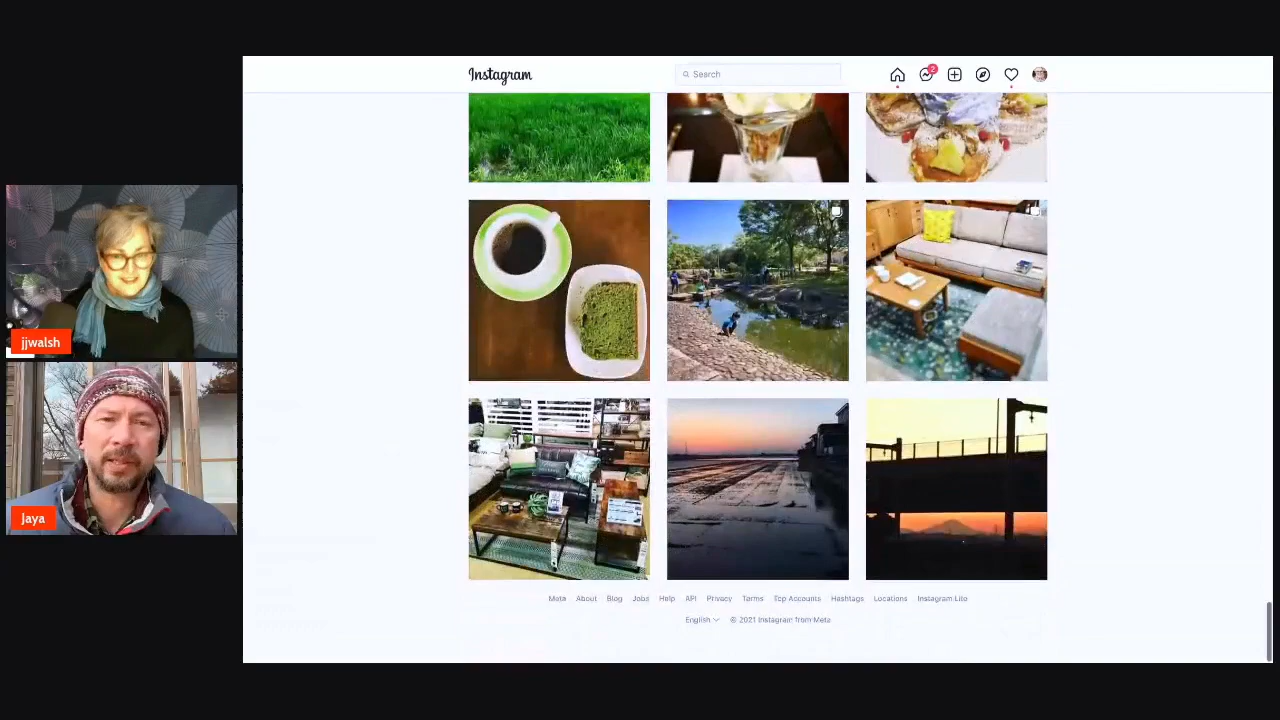 Instagram
Search
2
jjwalsh
Jaya
Meta About Blog Jobs Help API Privacy Terms Top Accounts Hashtags Locations Instagram Lite
English © 2021 Instagram from Meta